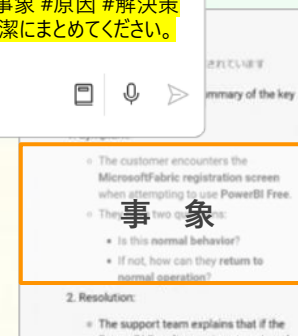 事象 #原因 #解決策
潔にまとめてください。
されています
mmary of the key
The customer encounters the
MicrosoftFabric registration screen
when attempting to use PowerBI Free.
事 象
Is this normal behavior?
If not, how can they return to
normal operation?
2. Resolution:
The support team explains that if the